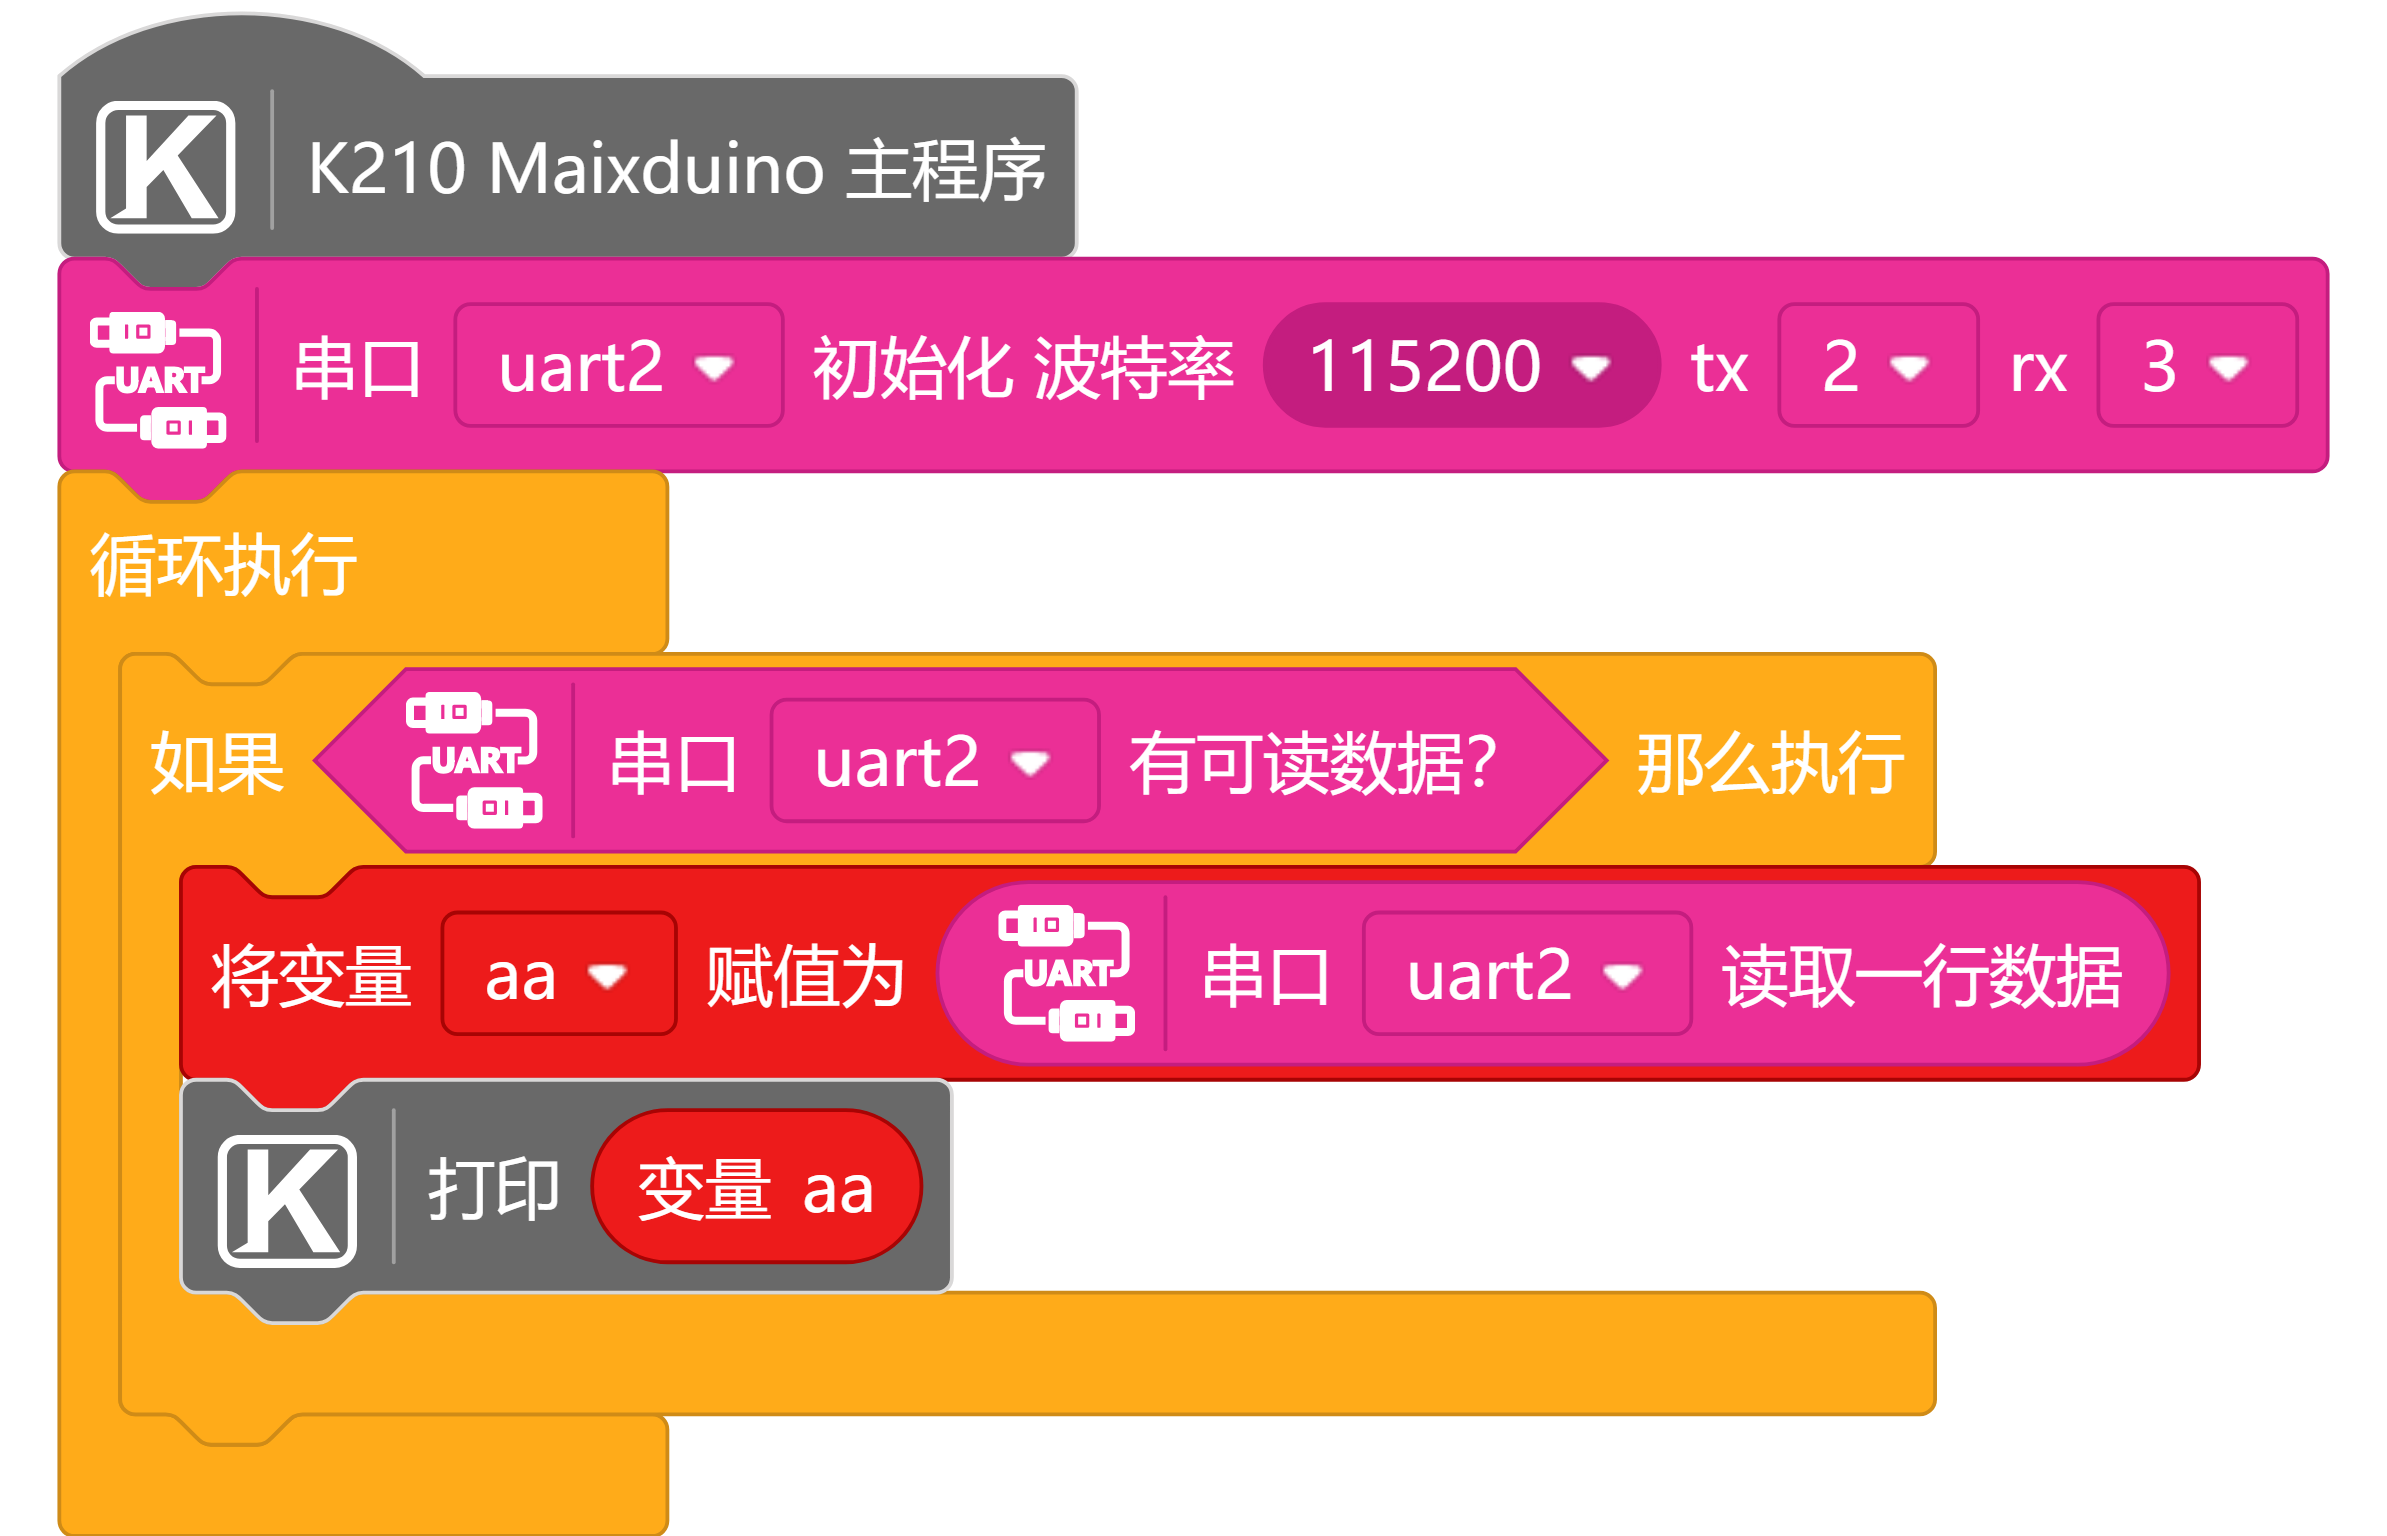 K K210 Maixduino 主程序
UART 串口 uart2 初始化 波特率 115200 tx 2 rx 3
循环执行
如果 UART 串口 uart2 有可读数据? 那么执行
将变量 aa 赋值为 UART 串口 uart2 读取一行数据
K 打印 变量 aa